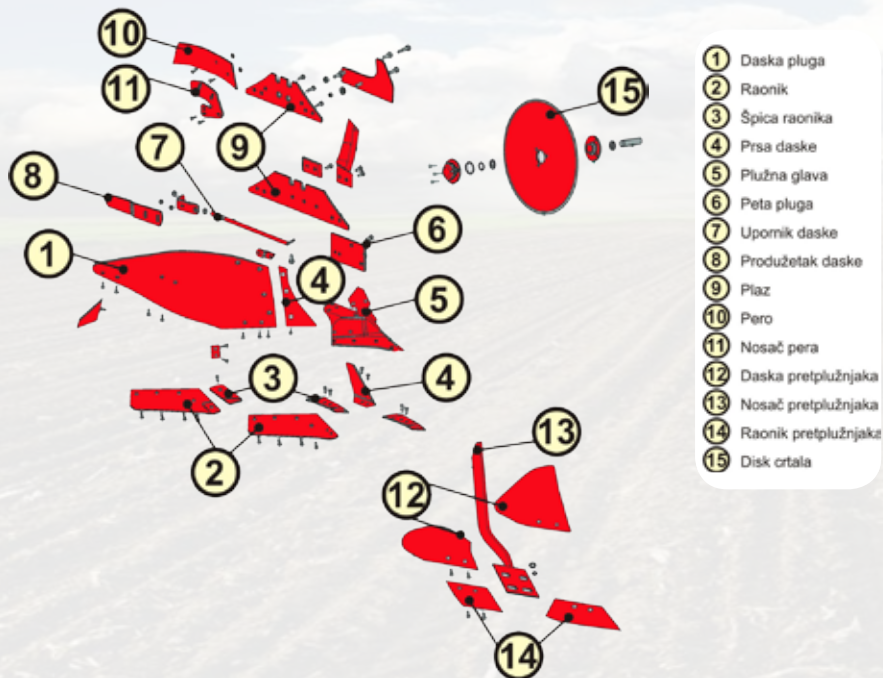 10
11
9
15
7
8
6
1
4
5
3
4
2
13
12
14
1 Daska pluga
2 Raonik
3 Špica raonika
4 Prsa daske
5 Plužna glava
6 Peta pluga
7 Upornik daske
8 Produžetak daske
9 Plaz
10 Pero
11 Nosač pera
12 Daska pretplužnjaka
13 Nosač pretplužnjaka
14 Raonik pretplužnjaka
15 Disk crtala